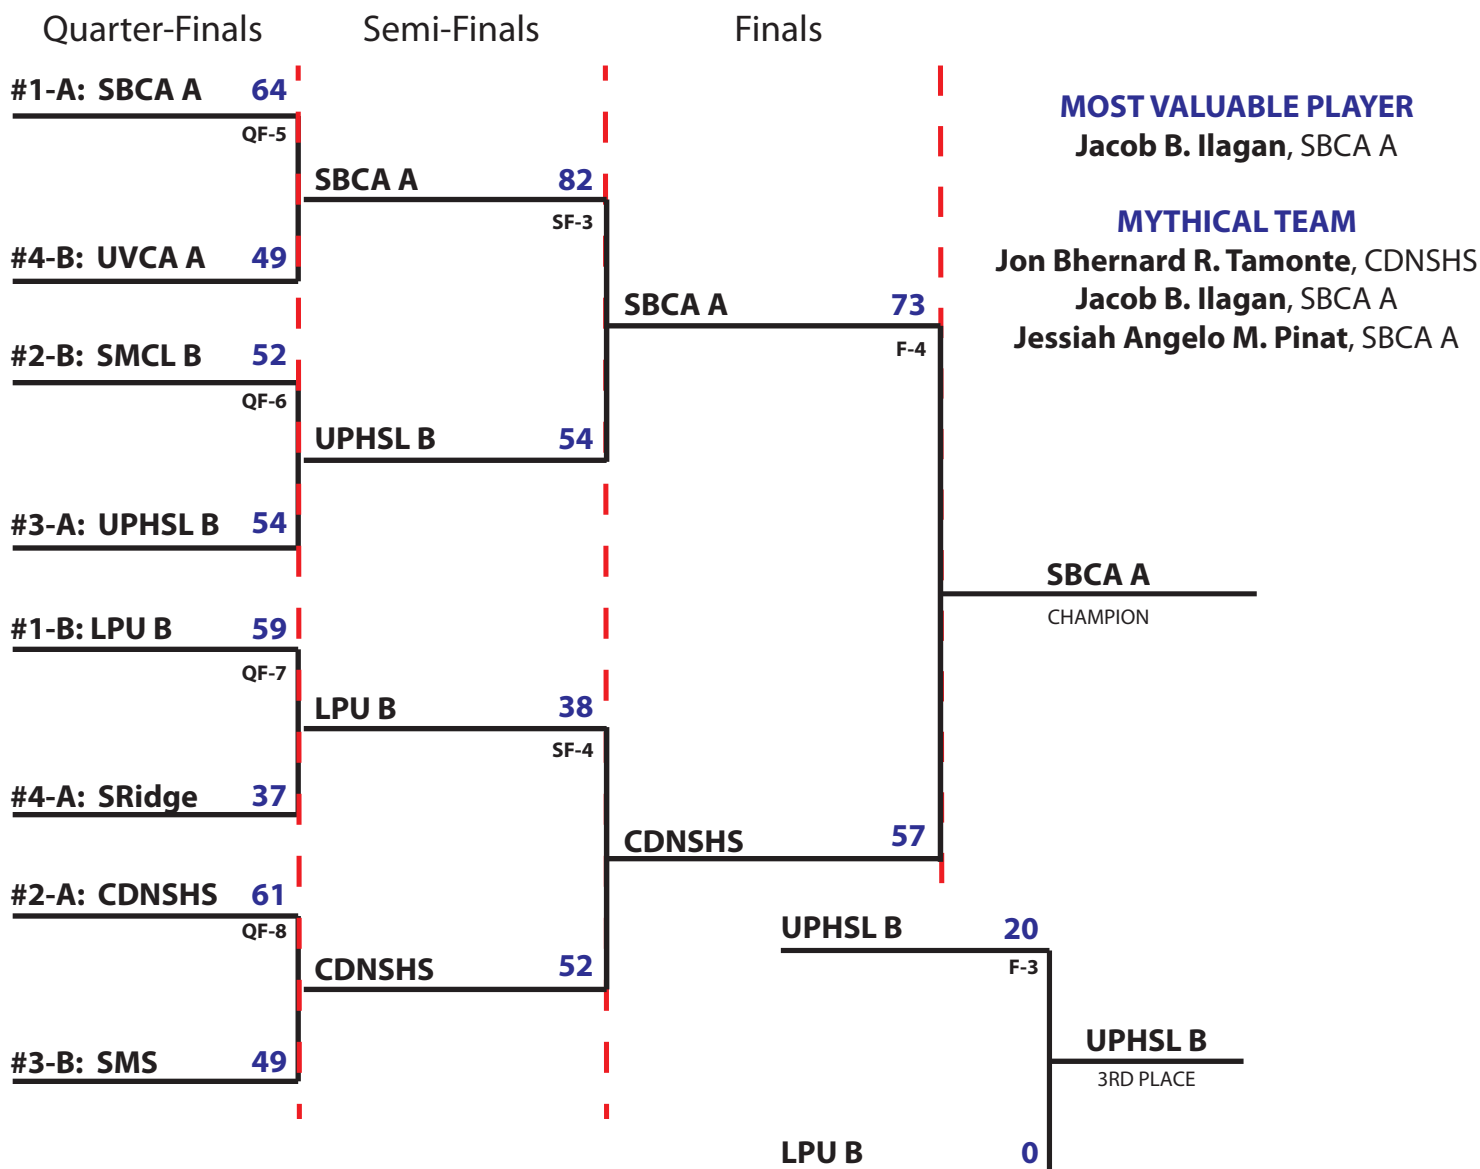 Quarter-Finals
Semi-Finals
Finals
#1-A: SBCA A 64
QF-5
#4-B: UVCA A 49
#2-B: SMCL B 52
QF-6
#3-A: UPHSL B 54
#1-B: LPU B 59
QF-7
#4-A: SRidge 37
#2-A: CDNSHS 61
QF-8
#3-B: SMS 49
SBCA A 82
SF-3
UPHSL B 54
LPU B 38
SF-4
CDNSHS 52
SBCA A 73
F-4
CDNSHS 57
SBCA A
CHAMPION
MOST VALUABLE PLAYER
Jacob B. Ilagan, SBCA A
MYTHICAL TEAM
Jon Bhernard R. Tamonte, CDNSHS
Jacob B. Ilagan, SBCA A
Jessiah Angelo M. Pinat, SBCA A
UPHSL B 20
F-3
LPU B 0
UPHSL B
3RD PLACE